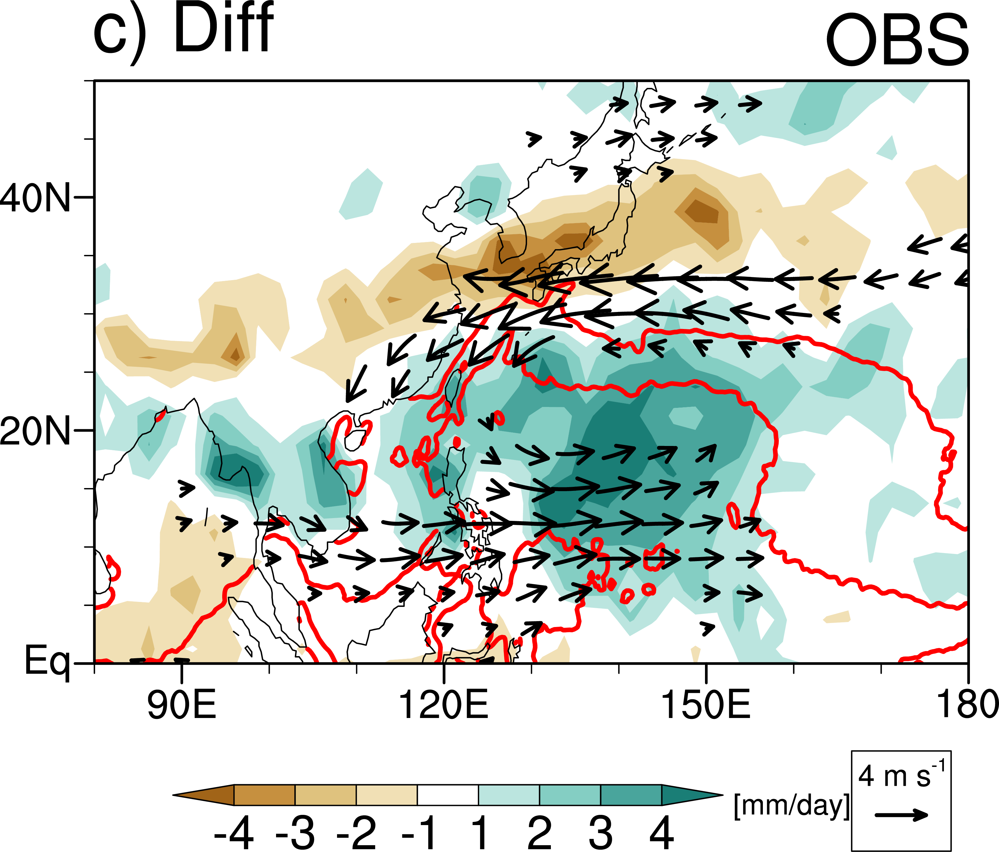 c) Diff OBS
40N
20N
Eq
90E 120E 150E 180
-4 -3 -2 -1 1 2 3 4
[mm/day]
4 m s-1